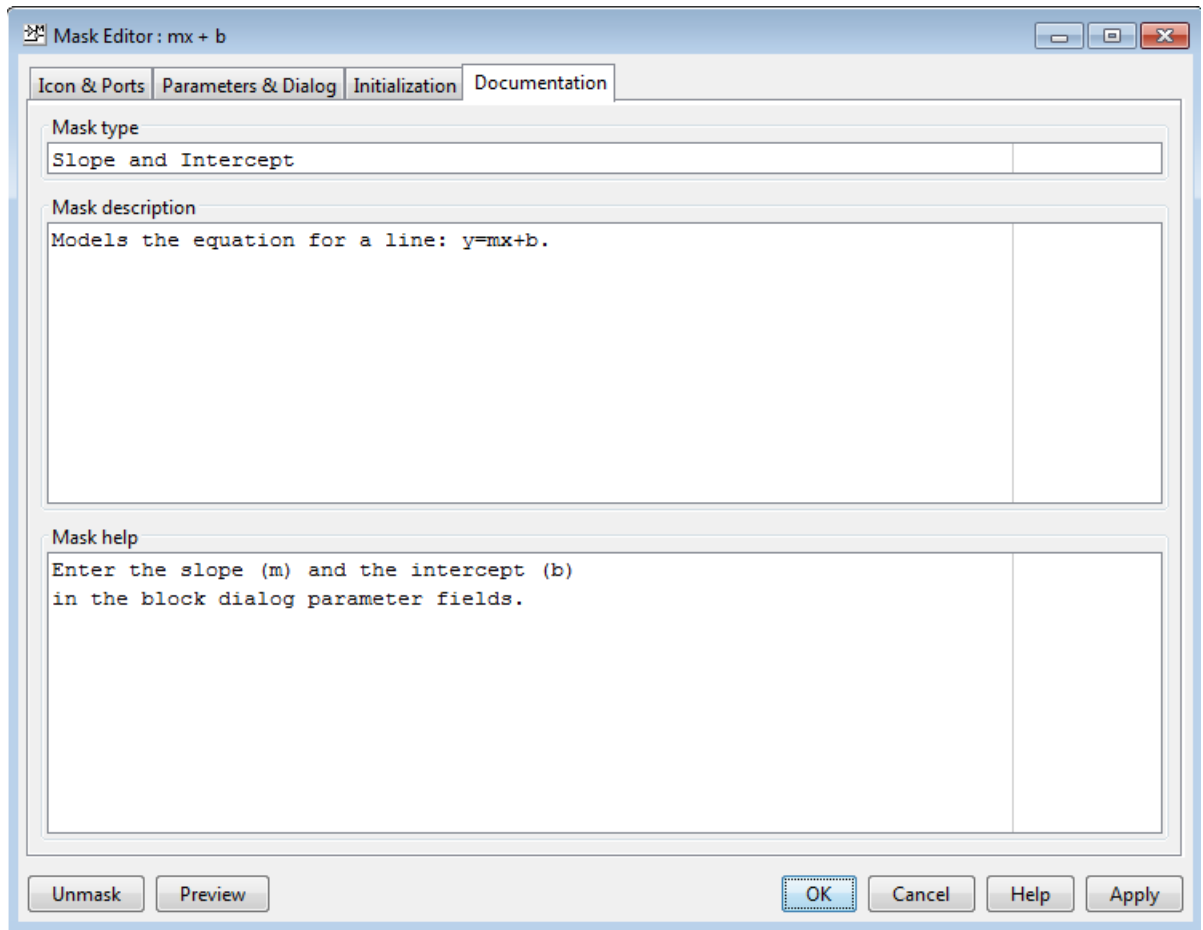 Mask Editor : mx + b
Icon & Ports Parameters & Dialog Initialization Documentation
Mask type
Slope and Intercept
Mask description
Models the equation for a line: y=mx+b.
Mask help
Enter the slope (m) and the intercept (b)
in the block dialog parameter fields.
Unmask Preview OK Cancel Help Apply